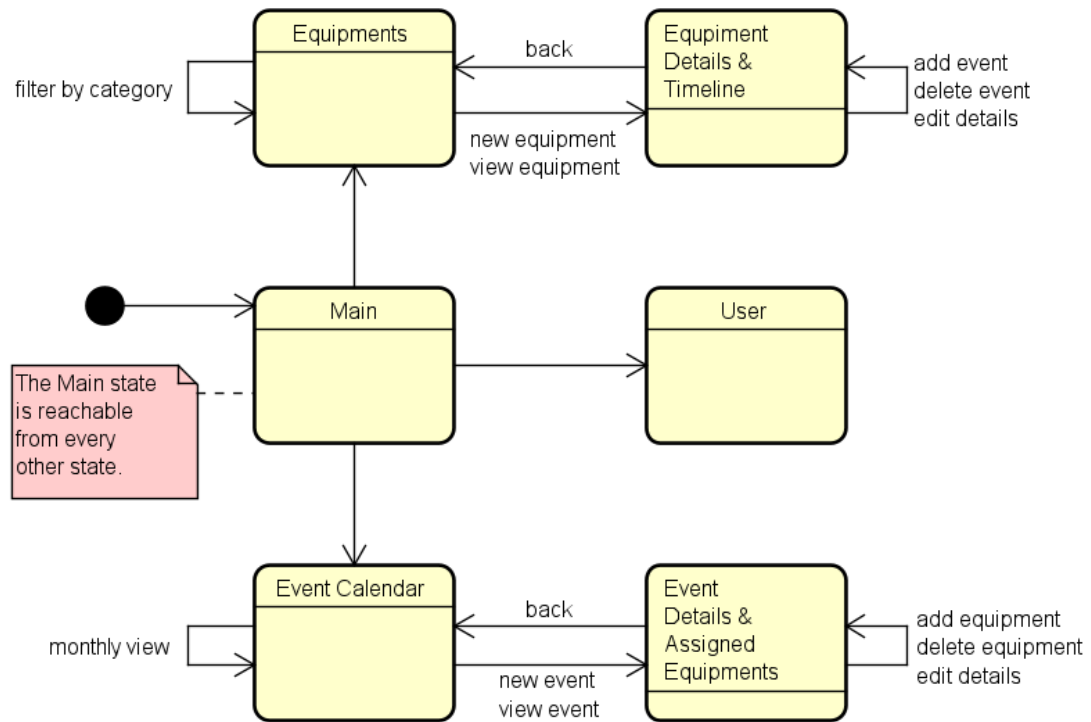 Equipments
filter by category
back
new equipment
view equipment
Equpiment
Details &
Timeline
add event
delete event
edit details
Main
User
The Main state
is reachable
from every
other state.
Event Calendar
monthly view
back
new event
view event
Event
Details &
Assigned
Equipments
add equipment
delete equipment
edit details